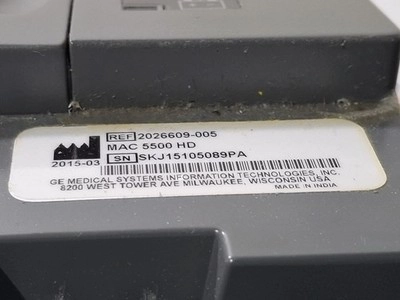 REF 2026609-005
MAC 5500 HD
2015-03 SN SKJ15105089PA
GE MEDICAL SYSTEMS INFORMATION TECHNOLOGIES, INC.
8200 WEST TOWER AVE MILWAUKEE, WISCONSIN USA
MADE IN INDIA